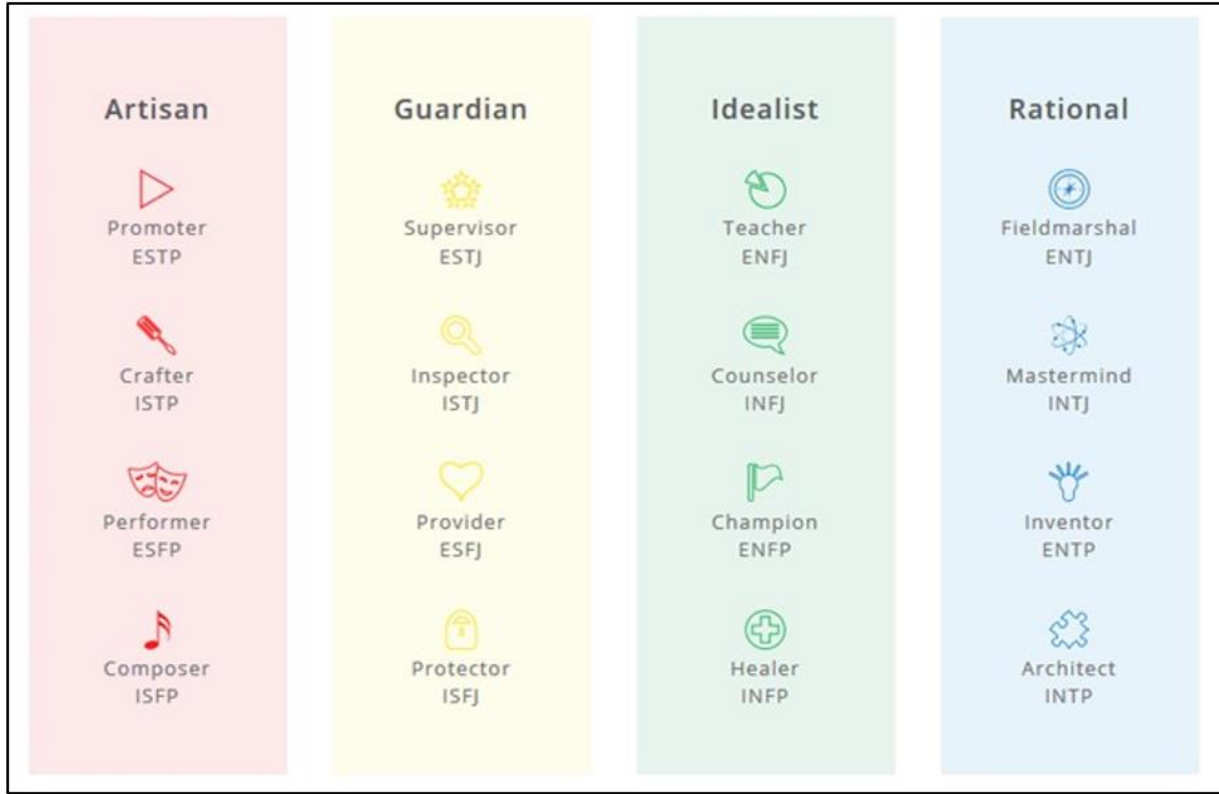 Artisan
Promoter
ESTP
Crafter
ISTP
Performer
ESFP
Composer
ISFP
Guardian
Supervisor
ESTJ
Inspector
ISTJ
Provider
ESFJ
Protector
ISFJ
Idealist
Teacher
ENFJ
Counselor
INFJ
Champion
ENFP
Healer
INFP
Rational
Fieldmarshal
ENTJ
Mastermind
INTJ
Inventor
ENTP
Architect
INTP